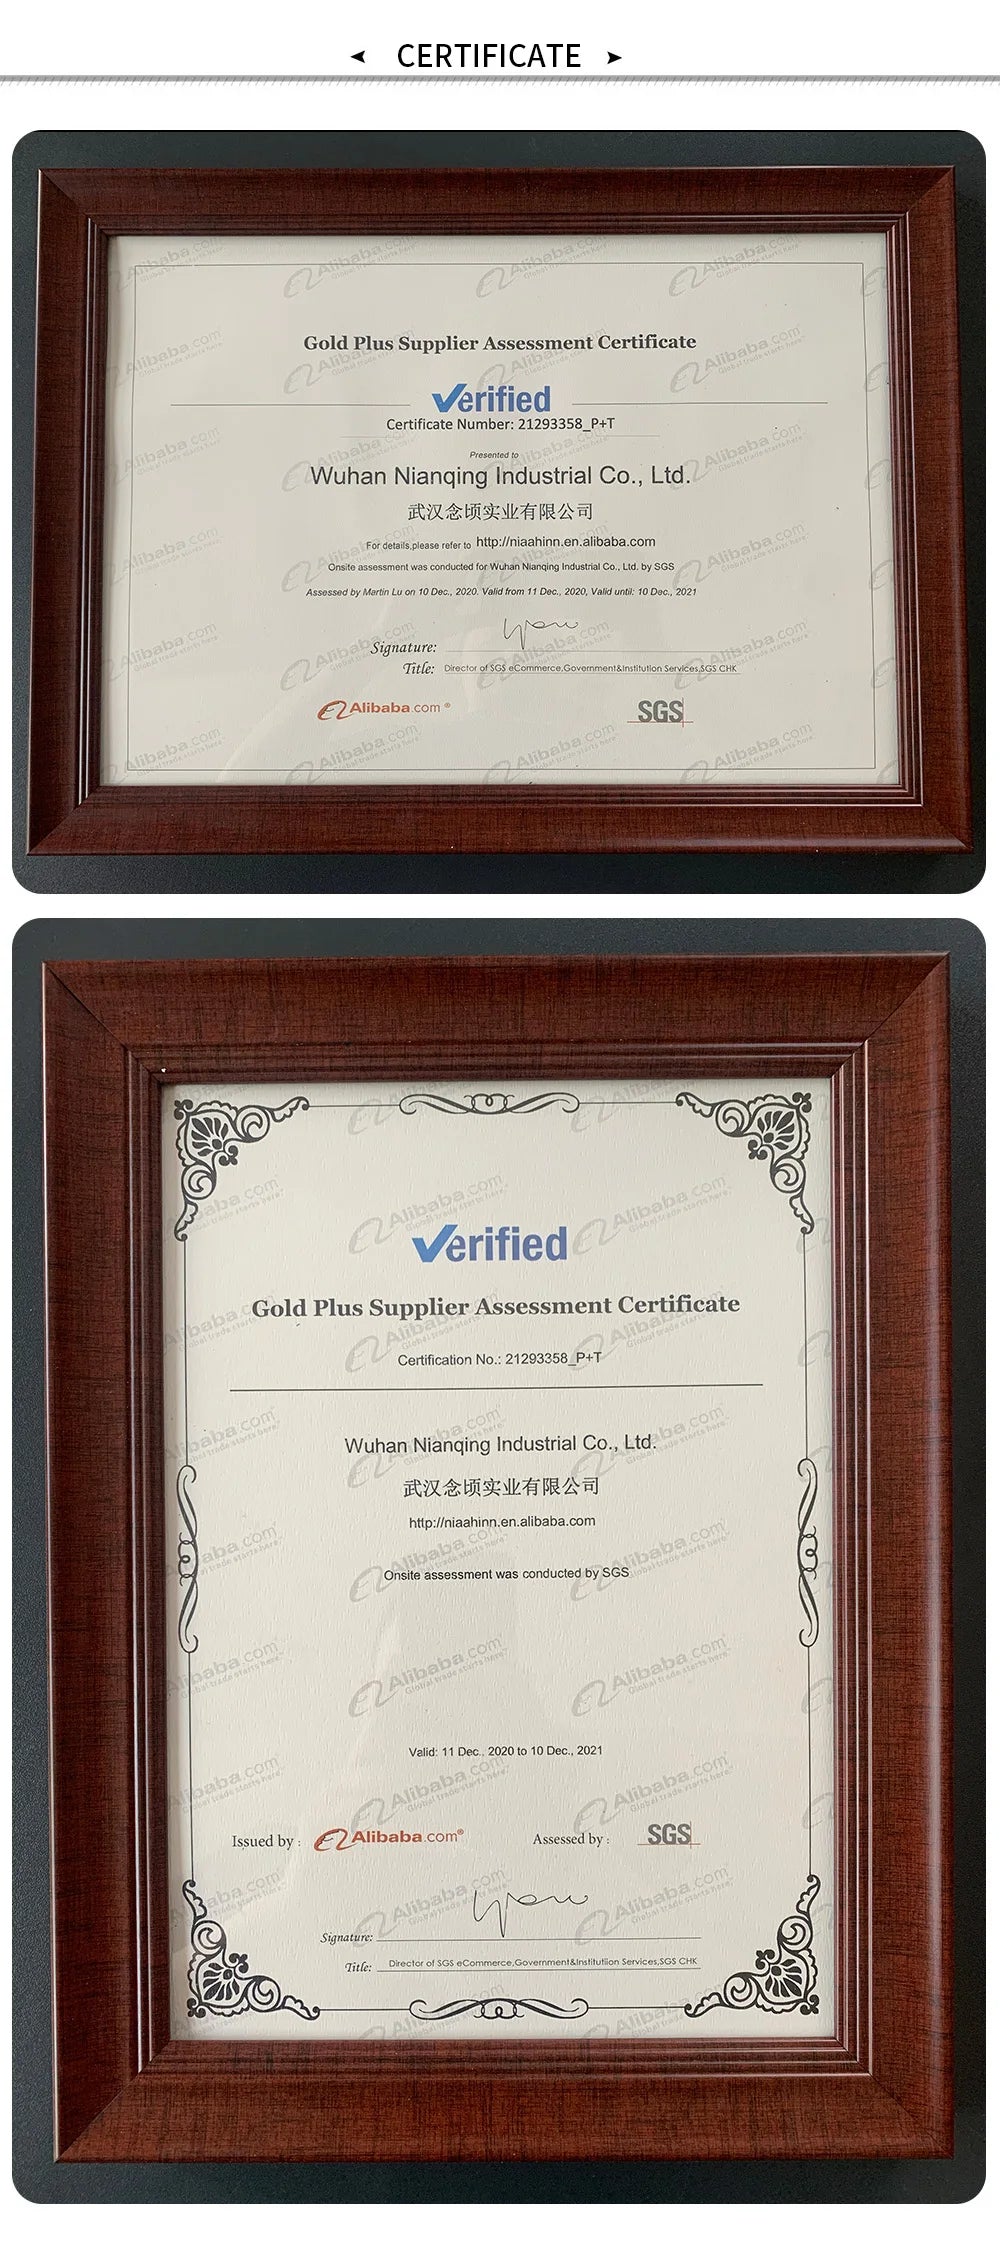 CERTIFICATE
Gold Plus Supplier Assessment Certificate
Verified
Certificate Number: 21293358_P+T
Presented to
Wuhan Nianqing Industrial Co., Ltd.
武汉念顷实业有限公司
For details,please refer to http://niaahinn.en.alibaba.com
Onsite assessment was conducted for Wuhan Nianqing Industrial Co., Ltd. by SGS
Assessed by Martin Lu on 10 Dec., 2020. Valid from 11 Dec., 2020, Valid until: 10 Dec., 2021
Signature:
Title: Director of SGS eCommerce,Government&Institution Services,SGS CHK
Alibaba.com® SGS
Verified
Gold Plus Supplier Assessment Certificate
Certification No.: 21293358_P+T
Wuhan Nianqing Industrial Co., Ltd.
武汉念顷实业有限公司
http://niaahinn.en.alibaba.com
Onsite assessment was conducted by SGS
Valid: 11 Dec., 2020 to 10 Dec., 2021
Issued by : Alibaba.com® Assessed by : SGS
Signature:
Title: Director of SGS eCommerce,Government&Institutiion Services,SGS CHK